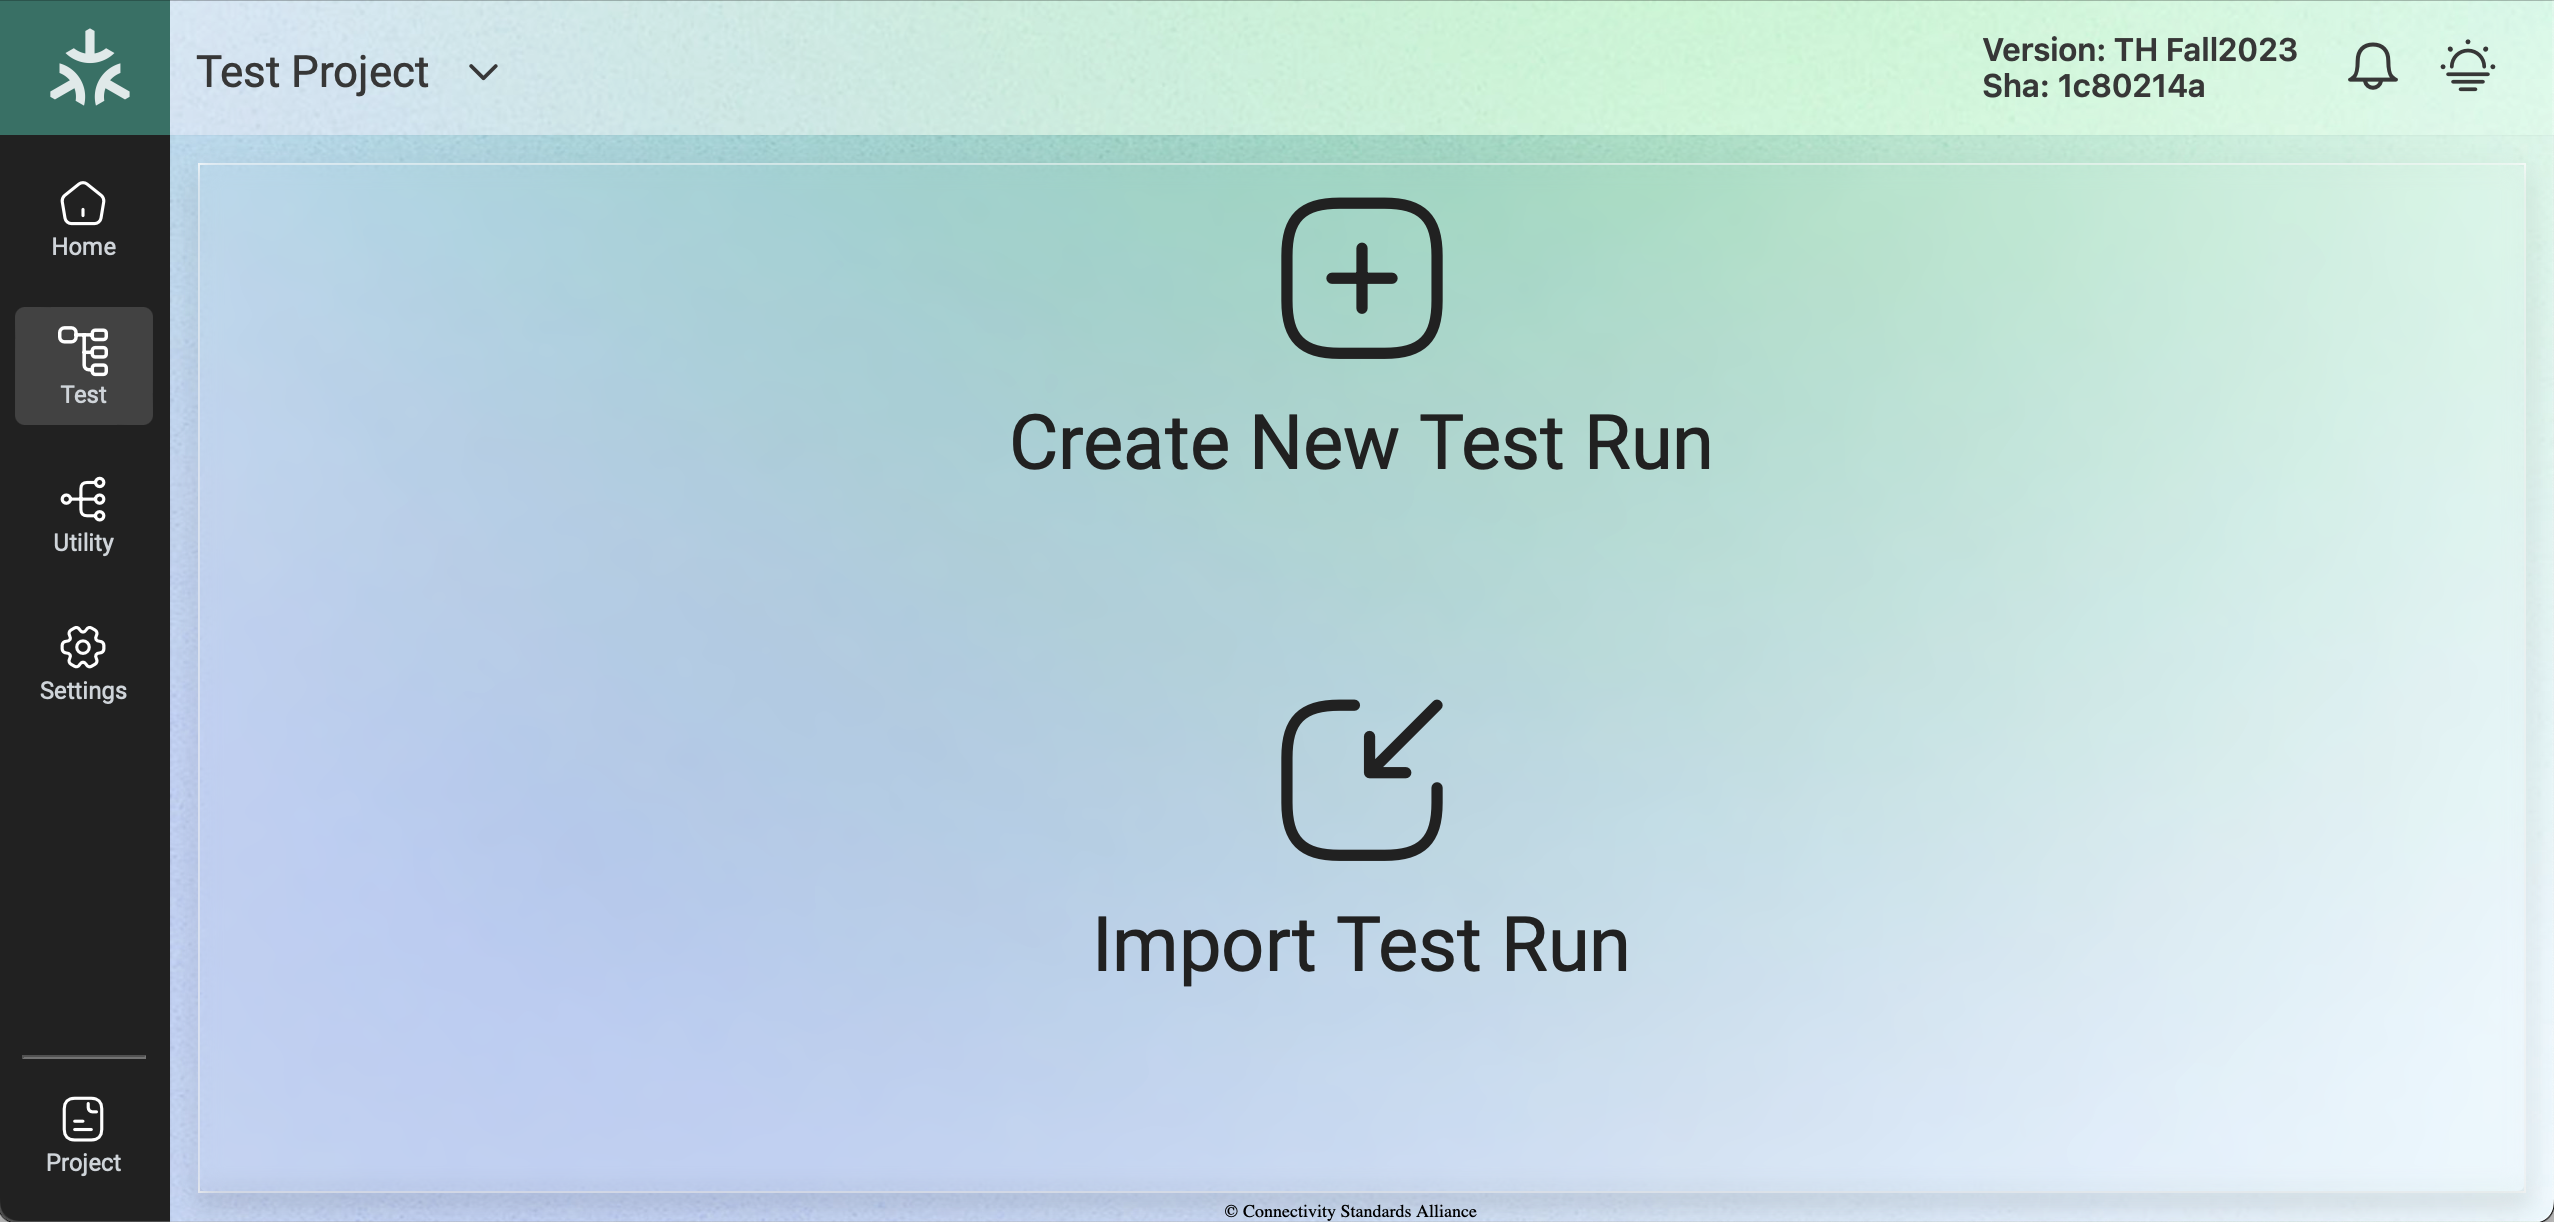 Test Project
Version: TH Fall2023
Sha: 1c80214a
Home
Test
Utility
Settings
Project
Create New Test Run
Import Test Run
© Connectivity Standards Alliance